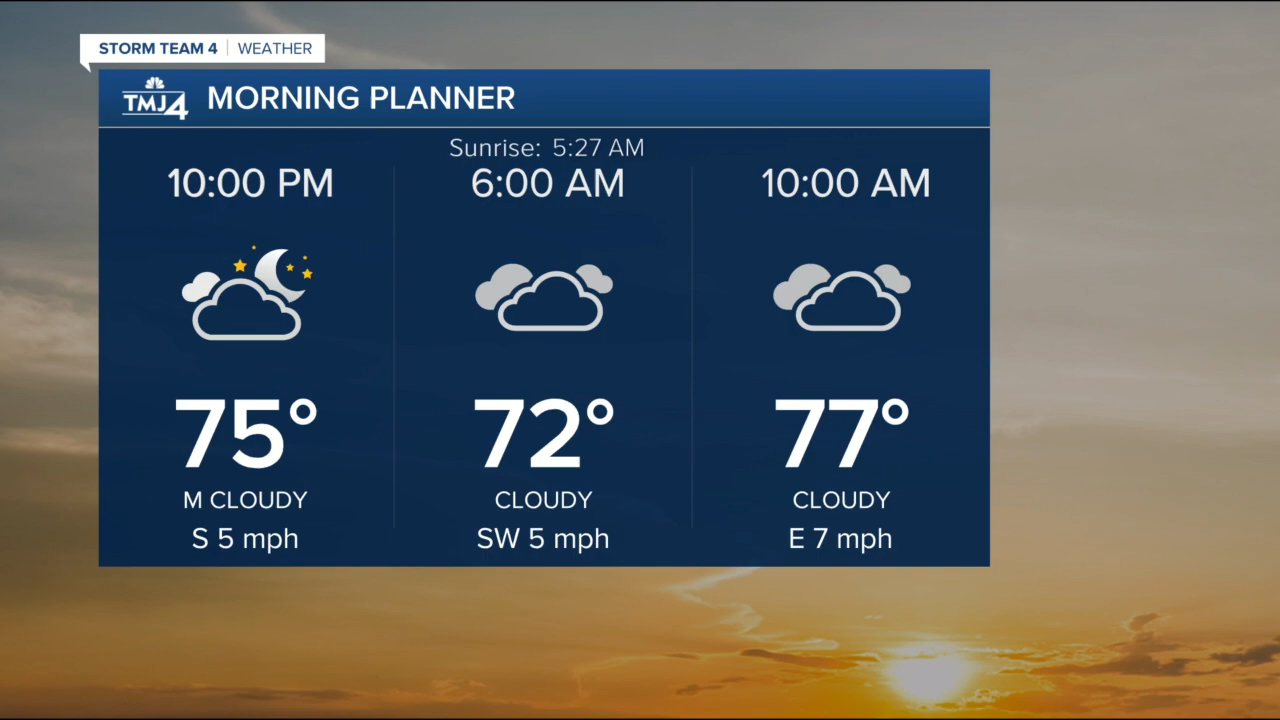 STORM TEAM 4 | WEATHER
TMJ4 MORNING PLANNER
Sunrise: 5:27 AM
10:00 PM 6:00 AM 10:00 AM
75° 72° 77°
M CLOUDY CLOUDY CLOUDY
S 5 mph SW 5 mph E 7 mph